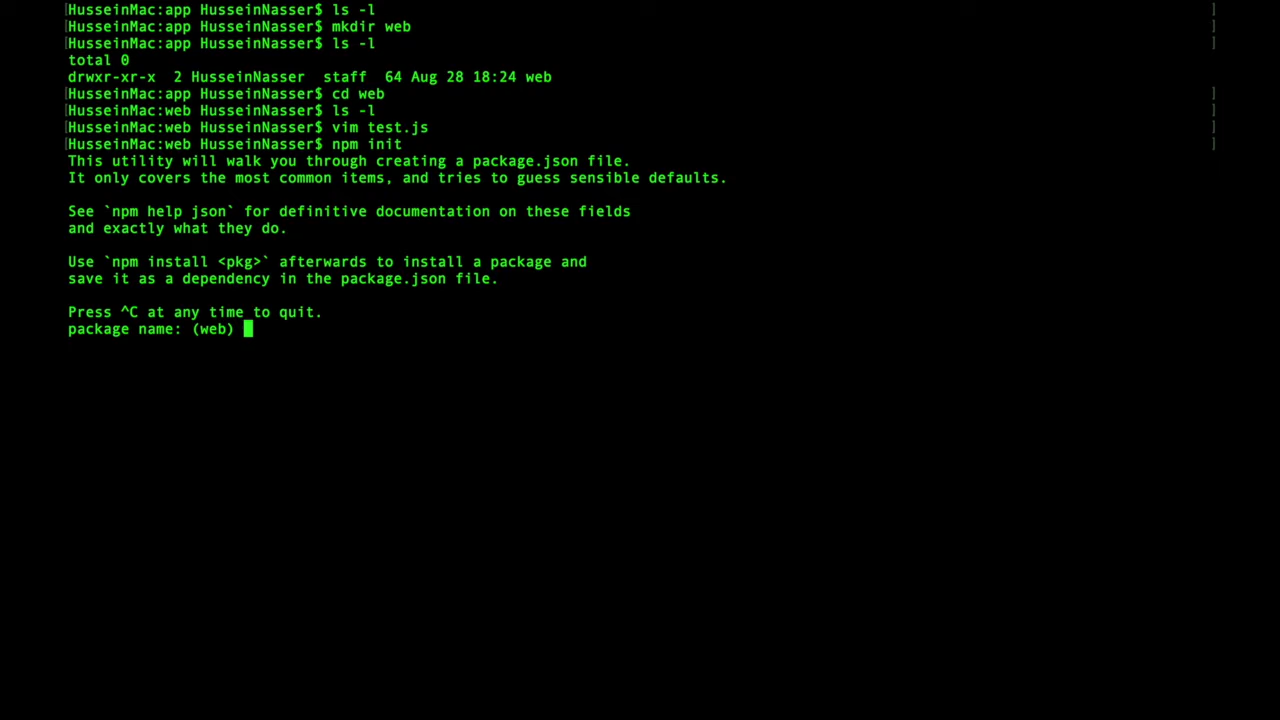 [HusseinMac:app HusseinNasser$ ls -l ]
[HusseinMac:app HusseinNasser$ mkdir web ]
[HusseinMac:app HusseinNasser$ ls -l ]
total 0
drwxr-xr-x  2 HusseinNasser  staff  64 Aug 28 18:24 web
[HusseinMac:app HusseinNasser$ cd web ]
[HusseinMac:web HusseinNasser$ ls -l ]
[HusseinMac:web HusseinNasser$ vim test.js ]
[HusseinMac:web HusseinNasser$ npm init ]
This utility will walk you through creating a package.json file.
It only covers the most common items, and tries to guess sensible defaults.
See `npm help json` for definitive documentation on these fields
and exactly what they do.
Use `npm install <pkg>` afterwards to install a package and
save it as a dependency in the package.json file.
Press ^C at any time to quit.
package name: (web)